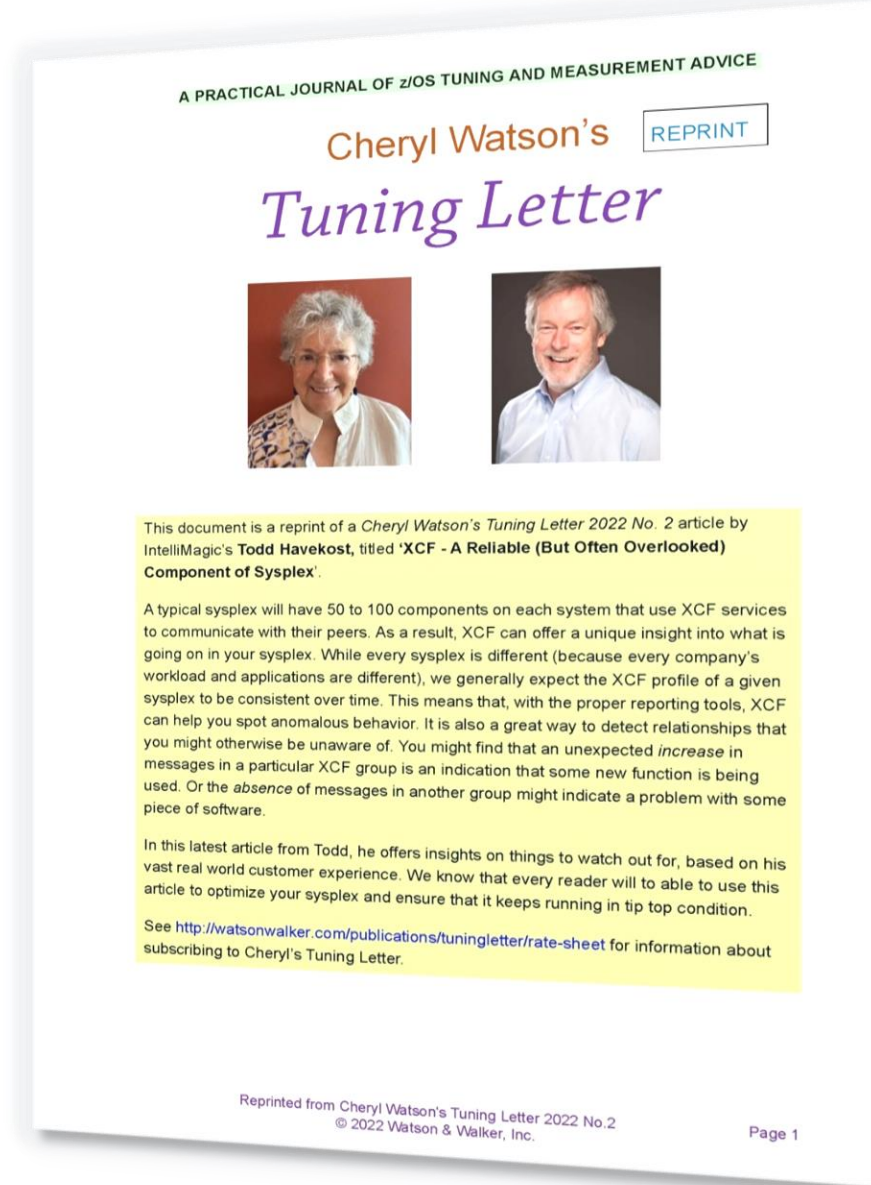 A PRACTICAL JOURNAL OF z/OS TUNING AND MEASUREMENT ADVICE
Cheryl Watson's
REPRINT
Tuning Letter
This document is a reprint of a Cheryl Watson's Tuning Letter 2022 No. 2 article by
IntelliMagic's Todd Havekost, titled 'XCF - A Reliable (But Often Overlooked)
Component of Sysplex'.
A typical sysplex will have 50 to 100 components on each system that use XCF services
to communicate with their peers. As a result, XCF can offer a unique insight into what is
going on in your sysplex. While every sysplex is different (because every company's
workload and applications are different), we generally expect the XCF profile of a given
sysplex to be consistent over time. This means that, with the proper reporting tools, XCF
can help you spot anomalous behavior. It is also a great way to detect relationships that
you might otherwise be unaware of. You might find that an unexpected increase in
messages in a particular XCF group is an indication that some new function is being
used. Or the absence of messages in another group might indicate a problem with some
piece of software.
In this latest article from Todd, he offers insights on things to watch out for, based on his
vast real world customer experience. We know that every reader will to able to use this
article to optimize your sysplex and ensure that it keeps running in tip top condition.
See http://watsonwalker.com/publications/tuningletter/rate-sheet for information about
subscribing to Cheryl's Tuning Letter.
Reprinted from Cheryl Watson's Tuning Letter 2022 No.2
© 2022 Watson & Walker, Inc.
Page 1